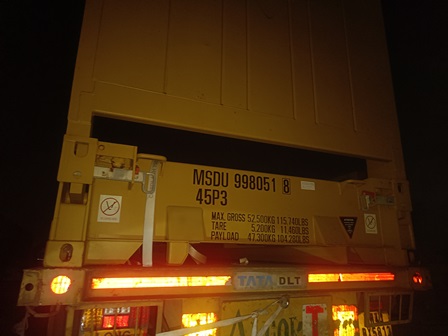 MSDU 998051 8
45P3
MAX. GROSS 52.500KG 115.740LBS
TARE 5.200KG 11.460LBS
PAYLOAD 47.300KG 104.280LBS
TATA DLT